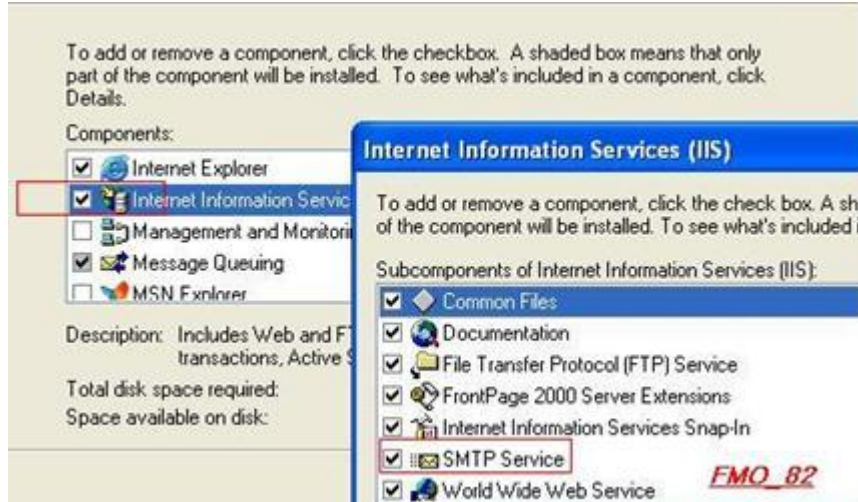 To add or remove a component, click the checkbox. A shaded box means that only
part of the component will be installed. To see what's included in a component, click
Details.
Components:
Internet Explorer
Internet Information Servic
Management and Monitori
Message Queuing
MSN Explorer
Description: Includes Web and FT
transactions, Active S
Total disk space required:
Space available on disk:
Internet Information Services (IIS)
To add or remove a component, click the check box. A sh
of the component will be installed. To see what's included i
Subcomponents of Internet Information Services (IIS):
Common Files
Documentation
File Transfer Protocol (FTP) Service
FrontPage 2000 Server Extensions
Internet Information Services Snap-In
SMTP Service
World Wide Web Service
FMO_82